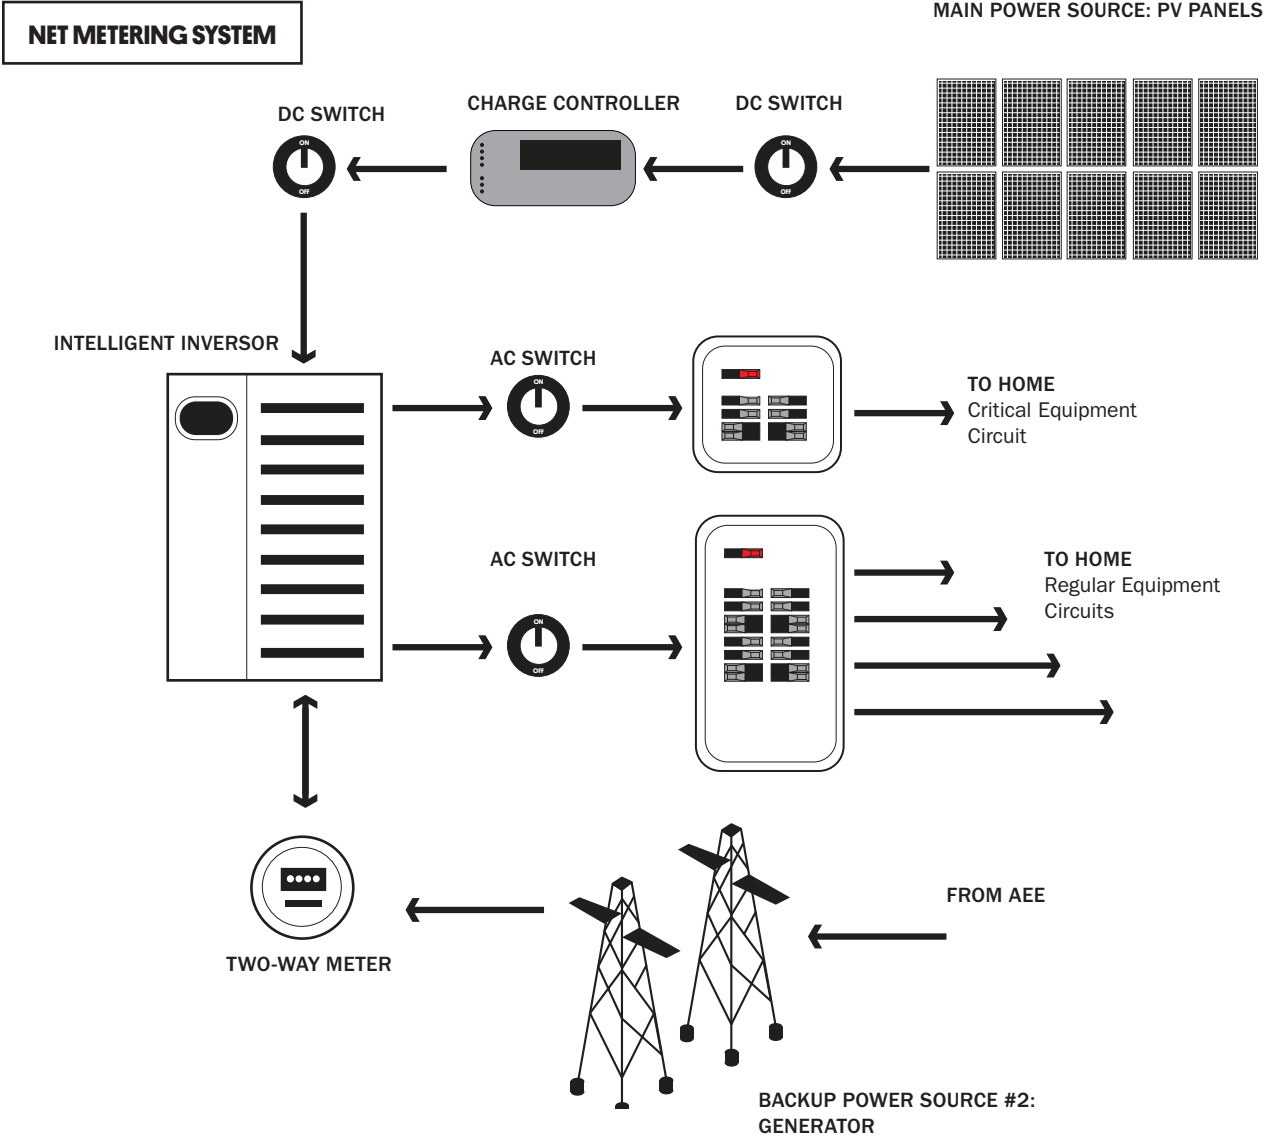 NET METERING SYSTEM
MAIN POWER SOURCE: PV PANELS
DC SWITCH
CHARGE CONTROLLER
DC SWITCH
ON
OFF
ON
OFF
INTELLIGENT INVERSOR
AC SWITCH
ON
OFF
TO HOME
Critical Equipment
Circuit
AC SWITCH
ON
OFF
TO HOME
Regular Equipment
Circuits
FROM AEE
TWO-WAY METER
BACKUP POWER SOURCE #2:
GENERATOR